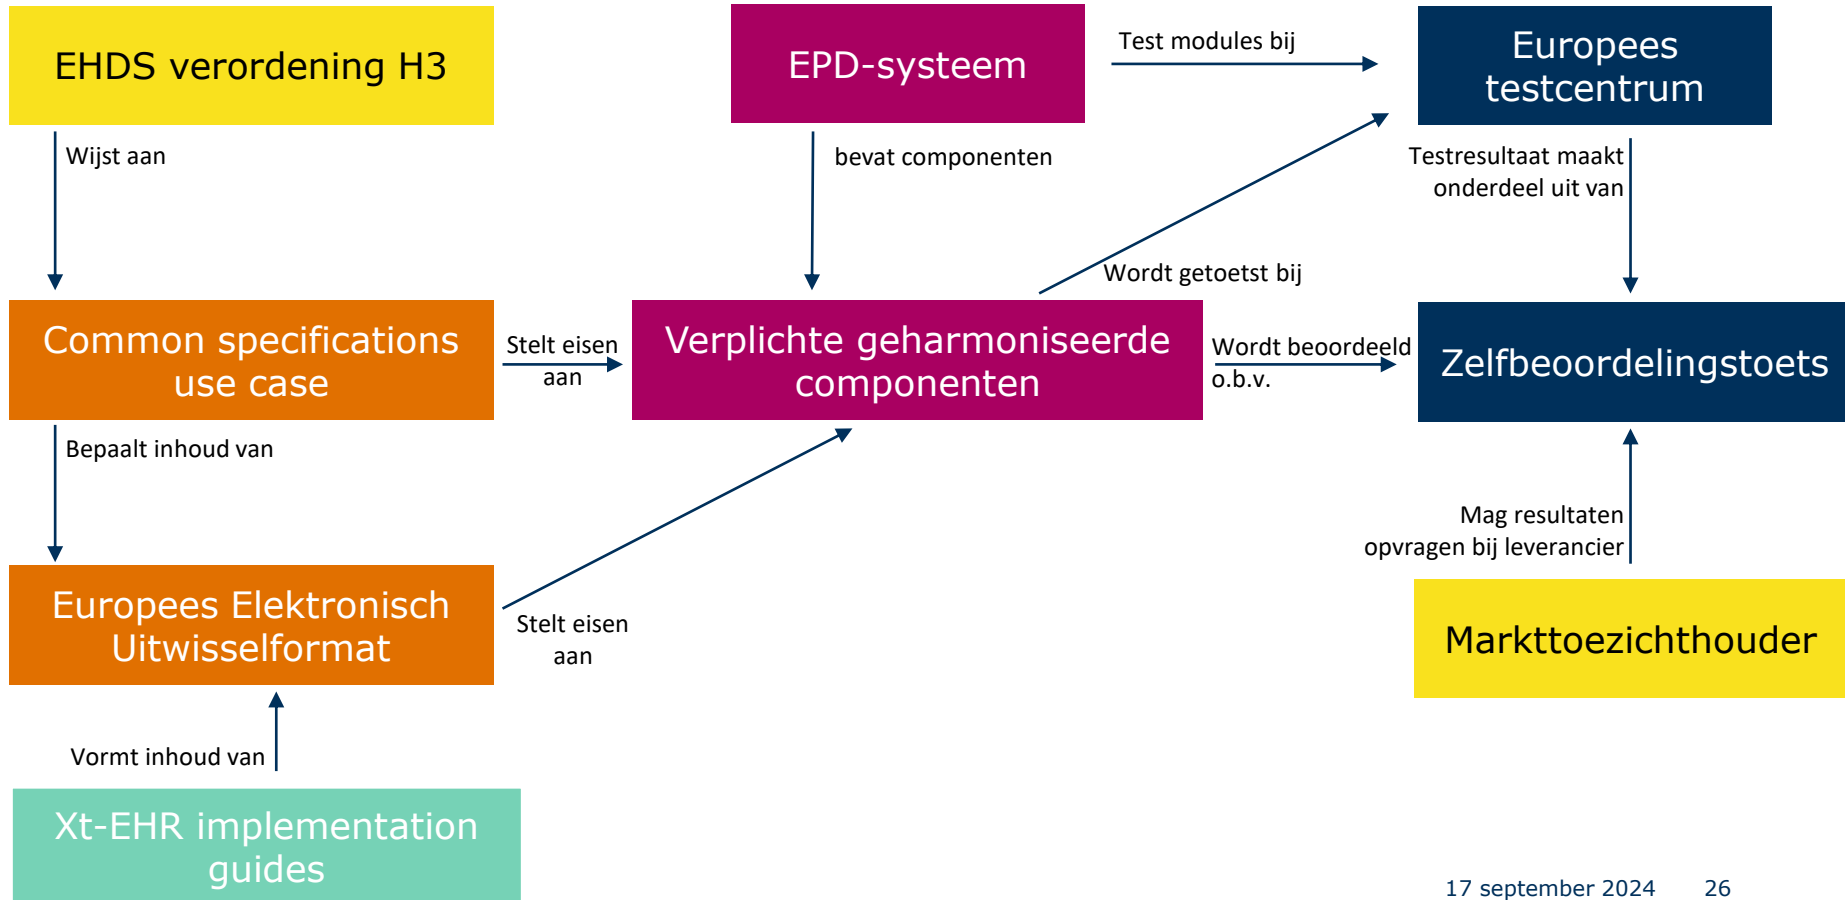 EHDS verordening H3
EPD-systeem
Test modules bij
Europees
testcentrum
Wijst aan
bevat componenten
Testresultaat maakt
onderdeel uit van
Wordt getoetst bij
Common specifications
use case
Stelt eisen
aan
Verplichte geharmoniseerde
componenten
Wordt beoordeeld
o.b.v.
Zelfbeoordelingstoets
Bepaalt inhoud van
Mag resultaten
opvragen bij leverancier
Europees Elektronisch
Uitwisselformat
Stelt eisen
aan
Markttoezichthouder
Vormt inhoud van
Xt-EHR implementation
guides
17 september 2024 26